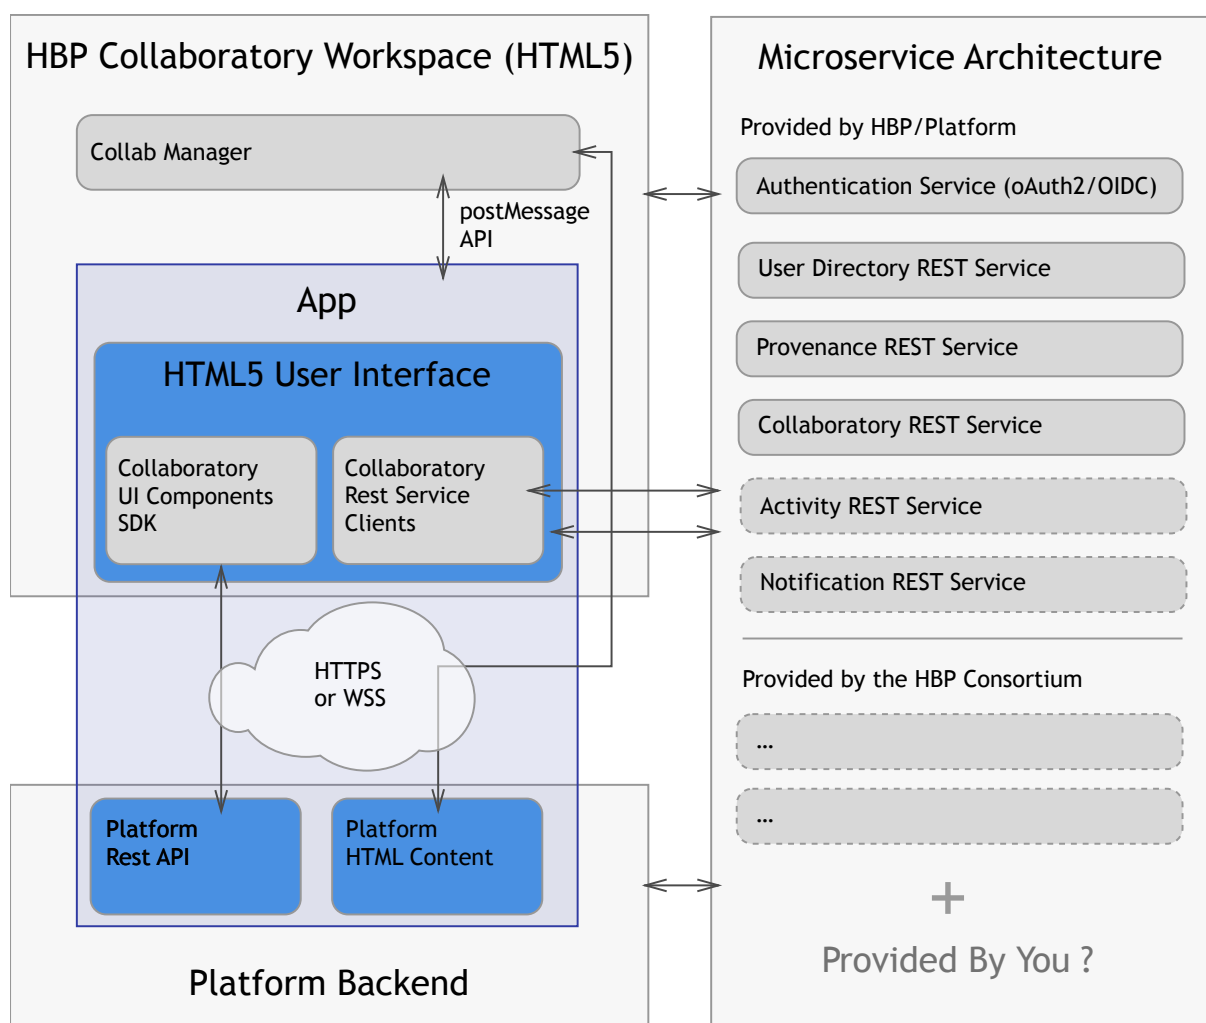 HBP Collaboratory Workspace (HTML5)
Collab Manager
postMessage
API
App
HTML5 User Interface
Collaboratory
UI Components
SDK
Collaboratory
Rest Service
Clients
HTTPS
or WSS
Platform
Rest API
Platform
HTML Content
Platform Backend
Microservice Architecture
Provided by HBP/Platform
Authentication Service (oAuth2/OIDC)
User Directory REST Service
Provenance REST Service
Collaboratory REST Service
Activity REST Service
Notification REST Service
Provided by the HBP Consortium
...
...
+
Provided By You ?